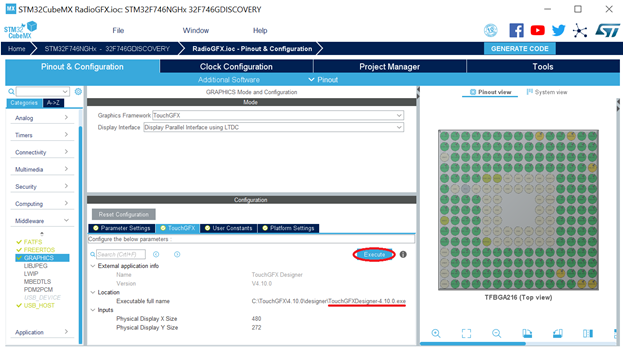 MX STM32CubeMX RadioGFX.ioc: STM32F746NGHx 32F746GDISCOVERY
STM32
CubeMX
File Window Help
Home STM32F746NGHx - 32F746GDISCOVERY RadioGFX.ioc - Pinout & Configuration GENERATE CODE
Pinout & Configuration Clock Configuration Project Manager Tools
Additional Software Pinout
Categories A->Z
Analog
Timers
Connectivity
Multimedia
Security
Computing
Middleware
FATFS
FREERTOS
GRAPHICS
LIBJPEG
LWIP
MBEDTLS
PDM2PCM
USB_DEVICE
USB_HOST
Application
GRAPHICS Mode and Configuration
Mode
Graphics Framework TouchGFX
Display Interface Display Parallel Interface using LTDC
Configuration
Reset Configuration
Parameter Settings TouchGFX User Constants Platform Settings
Configure the below parameters :
Search (Ctrl+F) Execute
External application info
Name TouchGFX Designer
Version V4.10.0
Location
Executable full name C:\TouchGFX\4.10.0\designer\TouchGFXDesigner-4.10.0.exe
Inputs
Physical Display X Size 480
Physical Display Y Size 272
Pinout view System view
TFBGA216 (Top view)